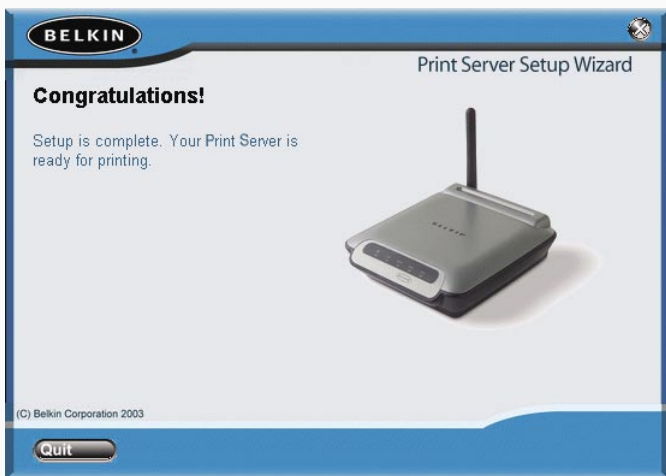 BELKIN
Print Server Setup Wizard
Congratulations!
Setup is complete. Your Print Server is
ready for printing.
BELKIN
(C) Belkin Corporation 2003
Quit